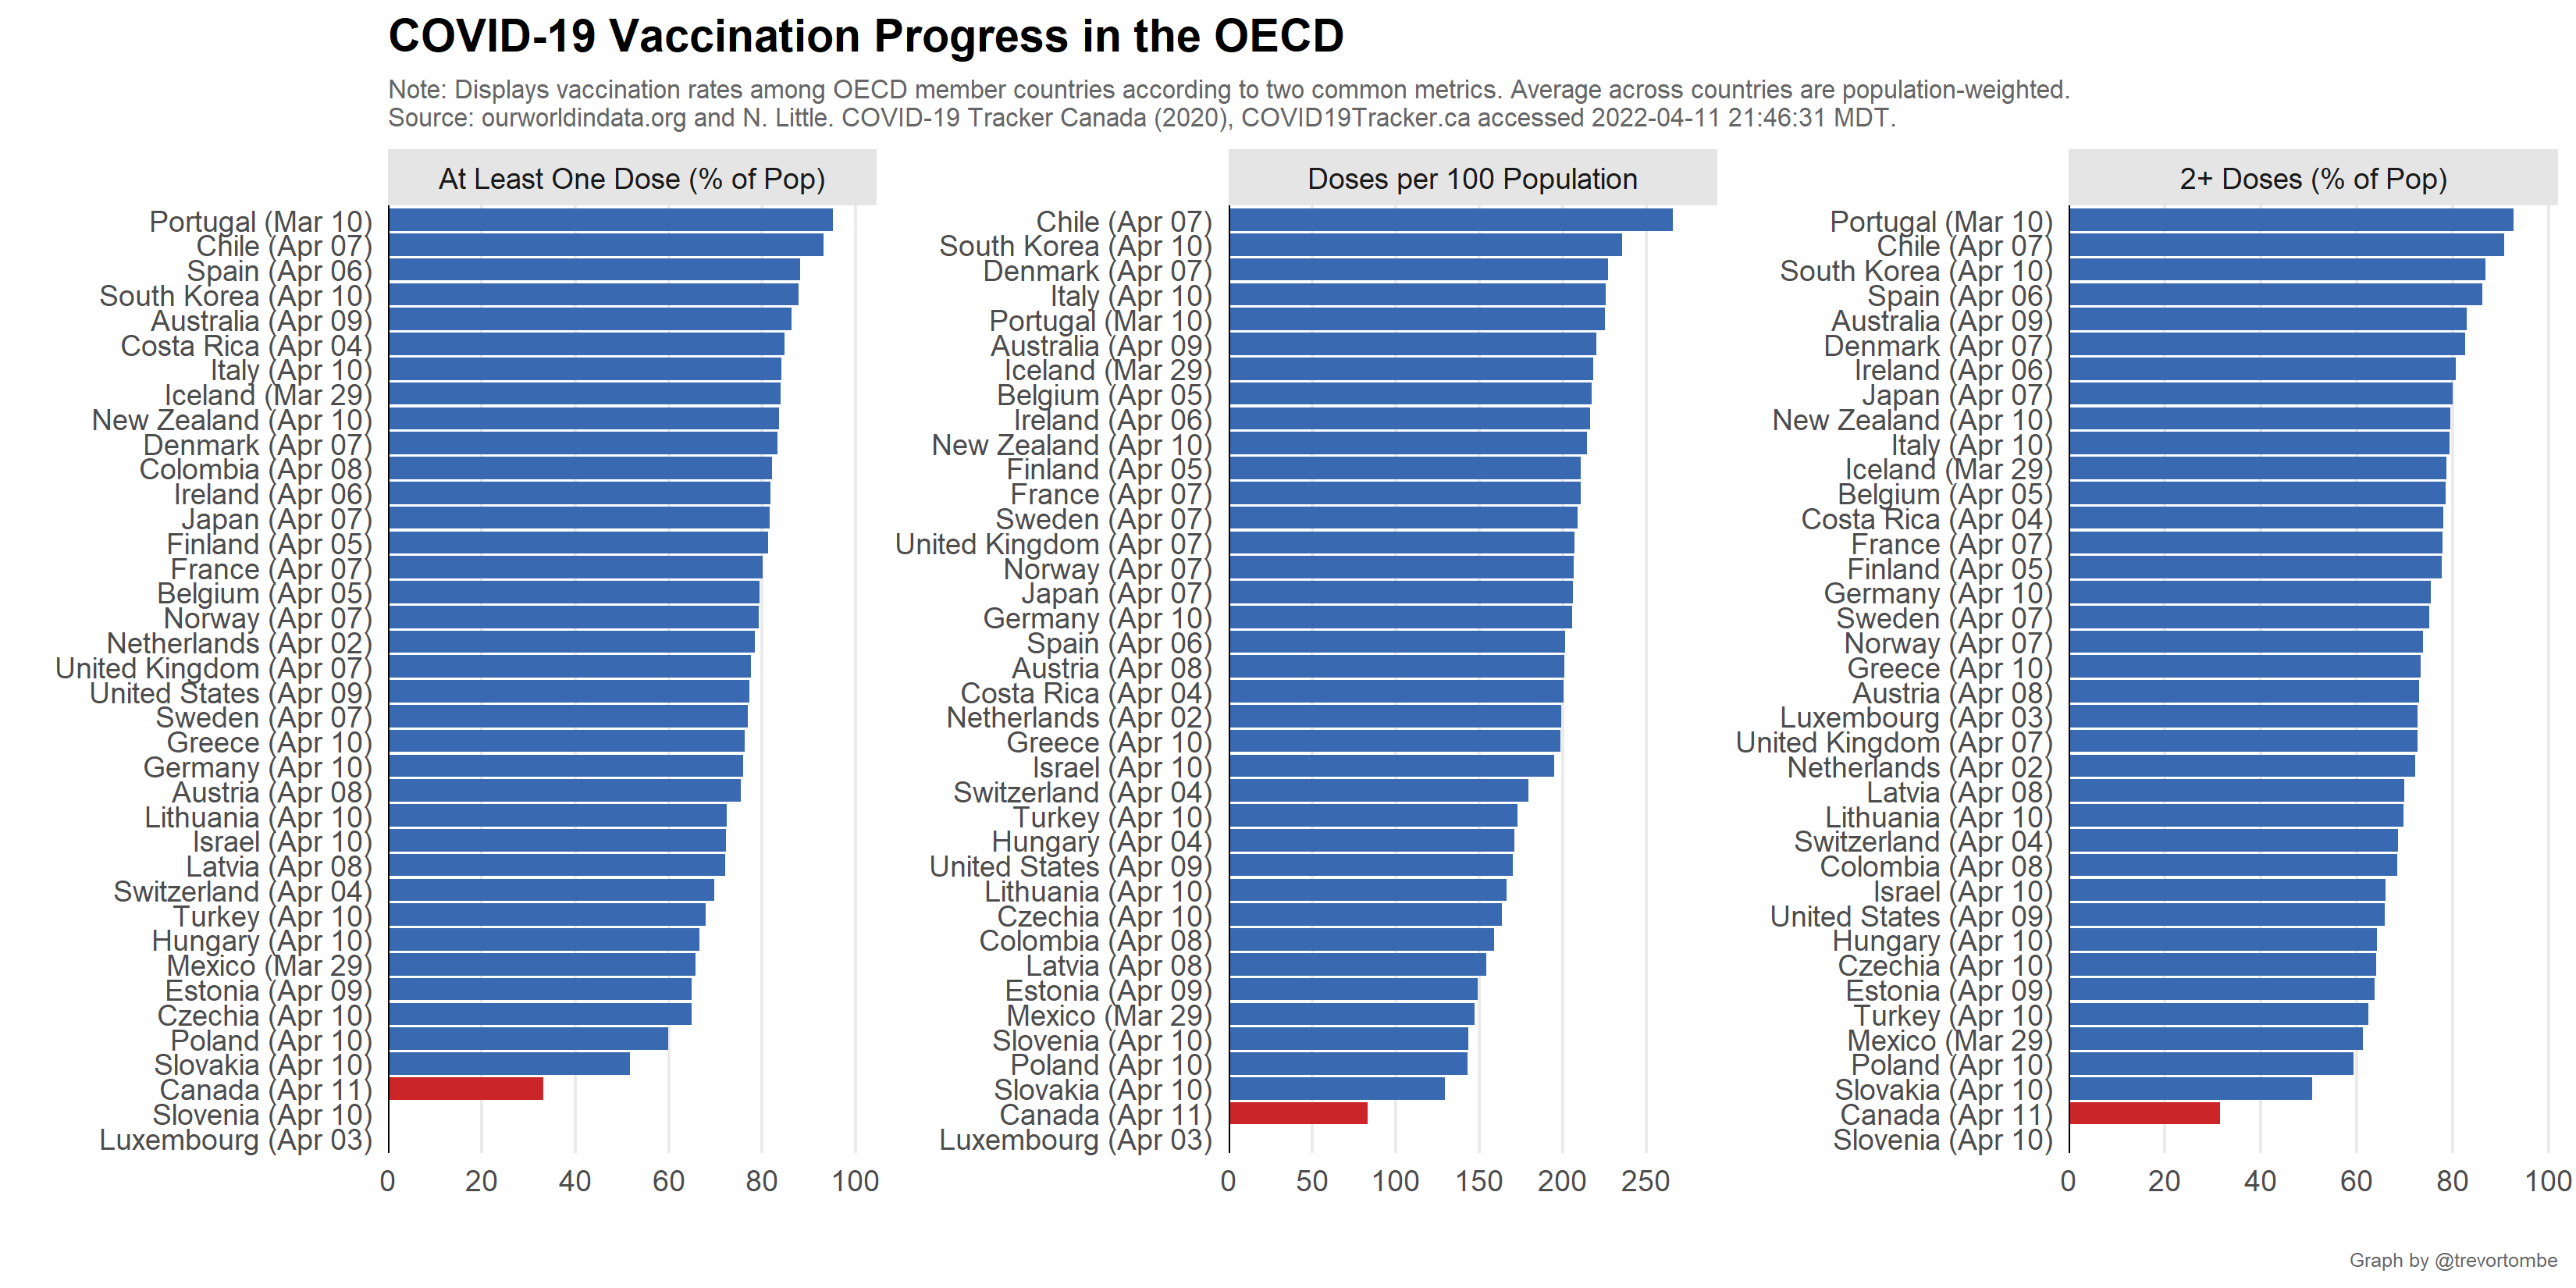 COVID-19 Vaccination Progress in the OECD
Note: Displays vaccination rates among OECD member countries according to two common metrics. Average across countries are population-weighted.
Source: ourworldindata.org and N. Little. COVID-19 Tracker Canada (2020), COVID19Tracker.ca accessed 2022-04-11 21:46:31 MDT.
At Least One Dose (% of Pop)
Portugal (Mar 10)
Chile (Apr 07)
Spain (Apr 06)
South Korea (Apr 10)
Australia (Apr 09)
Costa Rica (Apr 04)
Italy (Apr 10)
Iceland (Mar 29)
New Zealand (Apr 10)
Denmark (Apr 07)
Colombia (Apr 08)
Ireland (Apr 06)
Japan (Apr 07)
Finland (Apr 05)
France (Apr 07)
Belgium (Apr 05)
Norway (Apr 07)
Netherlands (Apr 02)
United Kingdom (Apr 07)
United States (Apr 09)
Sweden (Apr 07)
Greece (Apr 10)
Germany (Apr 10)
Austria (Apr 08)
Lithuania (Apr 10)
Israel (Apr 10)
Latvia (Apr 08)
Switzerland (Apr 04)
Turkey (Apr 10)
Hungary (Apr 10)
Mexico (Mar 29)
Estonia (Apr 09)
Czechia (Apr 10)
Poland (Apr 10)
Slovakia (Apr 10)
Canada (Apr 11)
Slovenia (Apr 10)
Luxembourg (Apr 03)
0 20 40 60 80 100
Doses per 100 Population
Chile (Apr 07)
South Korea (Apr 10)
Denmark (Apr 07)
Italy (Apr 10)
Portugal (Mar 10)
Australia (Apr 09)
Iceland (Mar 29)
Belgium (Apr 05)
Ireland (Apr 06)
New Zealand (Apr 10)
Finland (Apr 05)
France (Apr 07)
Sweden (Apr 07)
United Kingdom (Apr 07)
Norway (Apr 07)
Japan (Apr 07)
Germany (Apr 10)
Spain (Apr 06)
Austria (Apr 08)
Costa Rica (Apr 04)
Netherlands (Apr 02)
Greece (Apr 10)
Israel (Apr 10)
Switzerland (Apr 04)
Turkey (Apr 10)
Hungary (Apr 04)
United States (Apr 09)
Lithuania (Apr 10)
Czechia (Apr 10)
Colombia (Apr 08)
Latvia (Apr 08)
Estonia (Apr 09)
Mexico (Mar 29)
Slovenia (Apr 10)
Poland (Apr 10)
Slovakia (Apr 10)
Canada (Apr 11)
Luxembourg (Apr 03)
0 50 100 150 200 250
2+ Doses (% of Pop)
Portugal (Mar 10)
Chile (Apr 07)
South Korea (Apr 10)
Spain (Apr 06)
Australia (Apr 09)
Denmark (Apr 07)
Ireland (Apr 06)
Japan (Apr 07)
New Zealand (Apr 10)
Italy (Apr 10)
Iceland (Mar 29)
Belgium (Apr 05)
Costa Rica (Apr 04)
France (Apr 07)
Finland (Apr 05)
Germany (Apr 10)
Sweden (Apr 07)
Norway (Apr 07)
Greece (Apr 10)
Austria (Apr 08)
Luxembourg (Apr 03)
United Kingdom (Apr 07)
Netherlands (Apr 02)
Latvia (Apr 08)
Lithuania (Apr 10)
Switzerland (Apr 04)
Colombia (Apr 08)
Israel (Apr 10)
United States (Apr 09)
Hungary (Apr 10)
Czechia (Apr 10)
Estonia (Apr 09)
Turkey (Apr 10)
Mexico (Mar 29)
Poland (Apr 10)
Slovakia (Apr 10)
Canada (Apr 11)
Slovenia (Apr 10)
0 20 40 60 80 100
Graph by @trevortombe